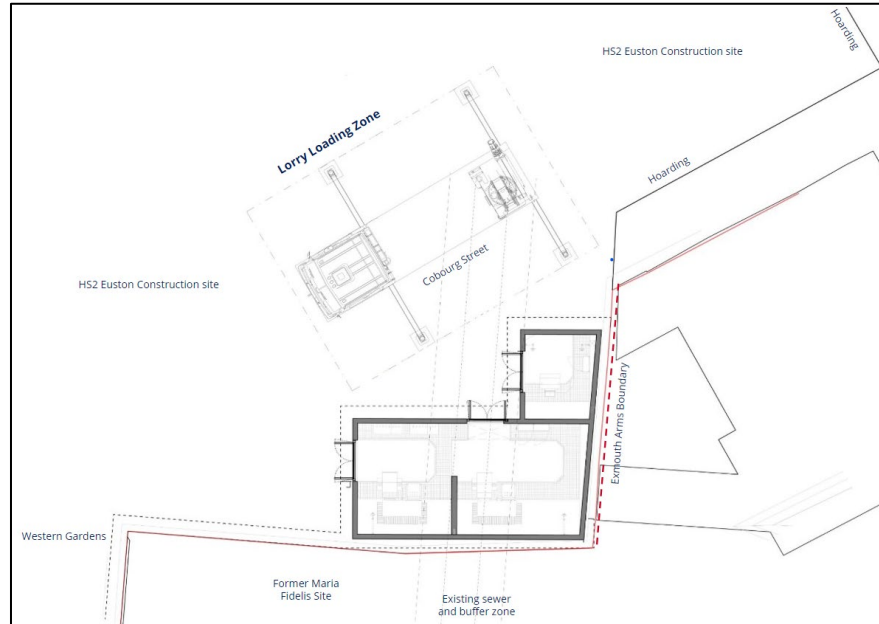 Hoarding
HS2 Euston Construction site
Lorry Loading Zone
Hoarding
Cobourg Street
HS2 Euston Construction site
Exmouth Arms Boundary
Western Gardens
Former Maria
Fidelis Site
Existing sewer
and buffer zone